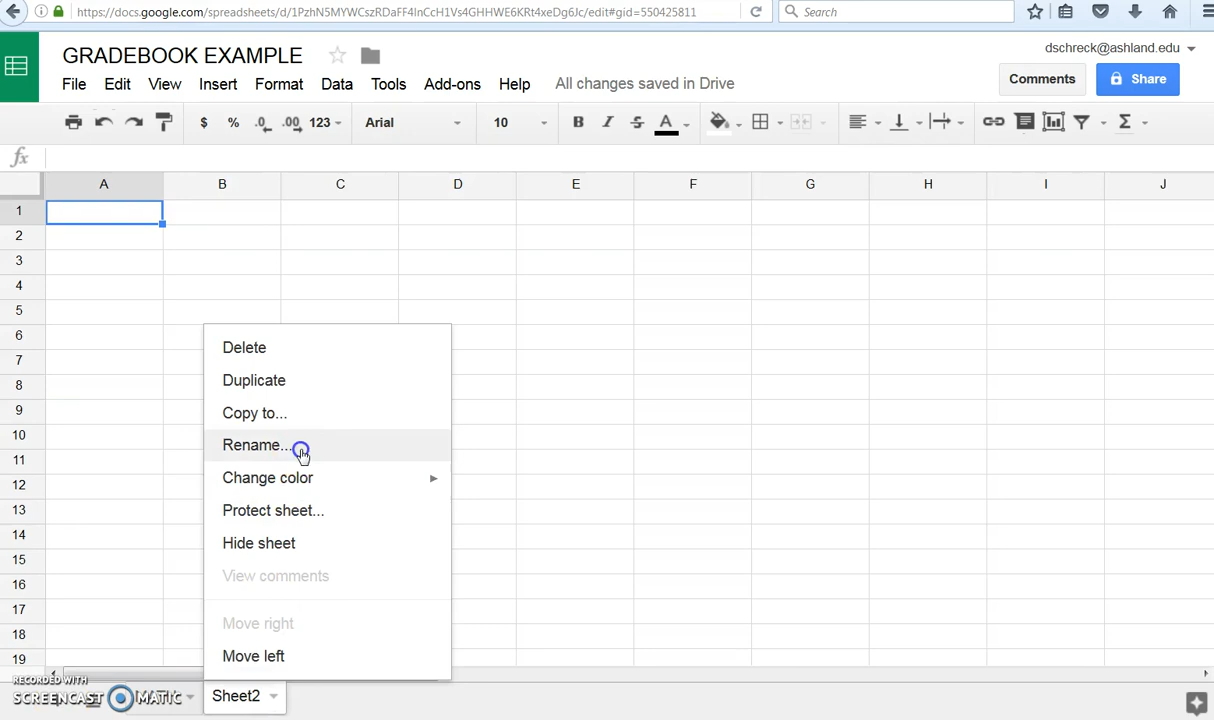 https://docs.google.com/spreadsheets/d/1PzhN5MYWCszRDaFF4InCcH1Vs4GHHWE6KRt4xeDg6Jc/edit#gid=550425811
Search
GRADEBOOK EXAMPLE
dschreck@ashland.edu
File Edit View Insert Format Data Tools Add-ons Help All changes saved in Drive
Comments Share
$ % .0 .00 123 Arial 10 B I S A Σ
fx
A B C D E F G H I J
1
2
3
4
5
6
7
8
9
10
11
12
13
14
15
16
17
18
19
Delete
Duplicate
Copy to...
Rename...
Change color
Protect sheet...
Hide sheet
View comments
Move right
Move left
RECORDED WITH
SCREENCAST MATIC
Sheet2